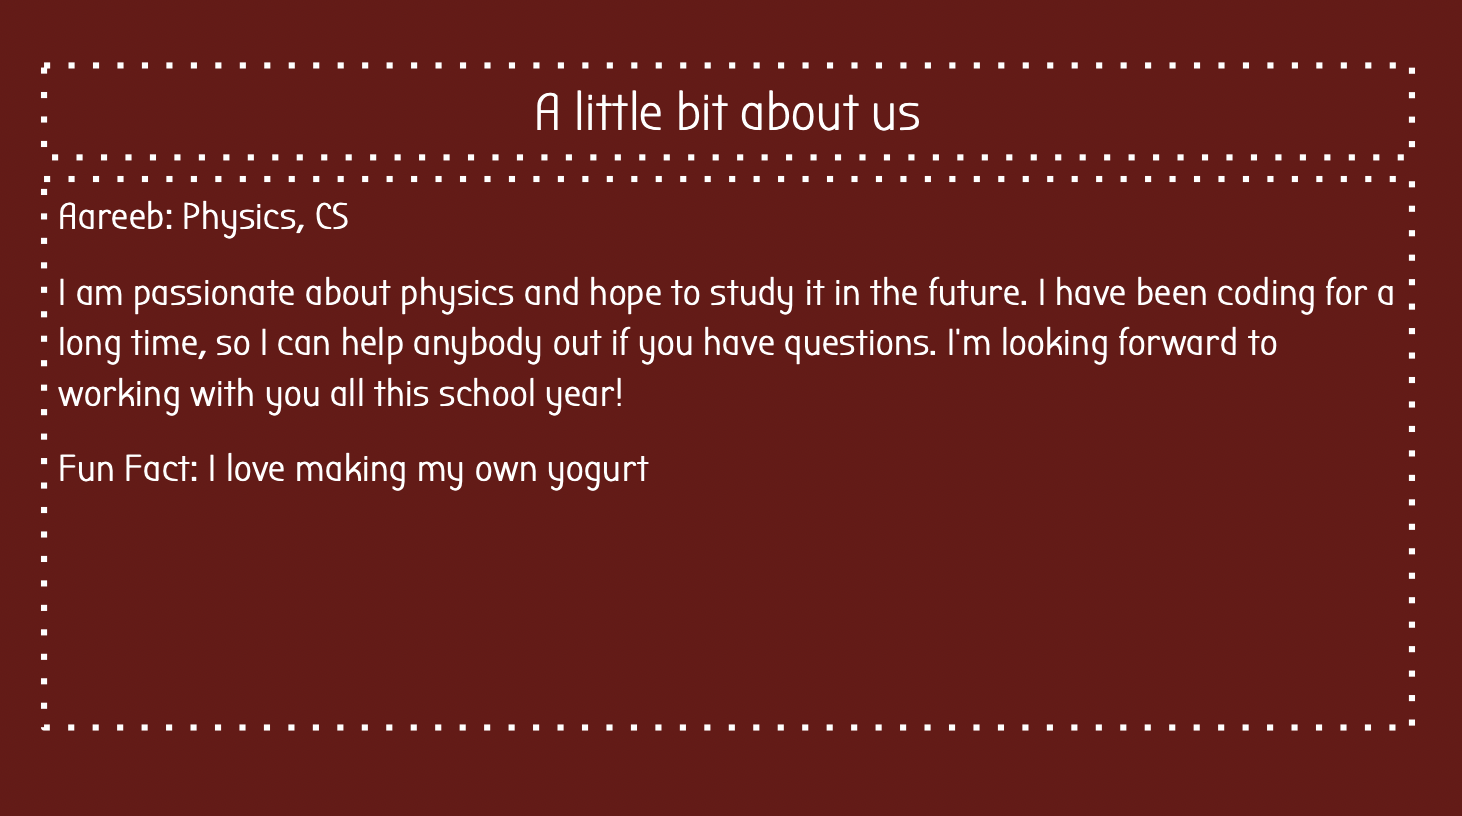 A little bit about us
Aareeb: Physics, CS
I am passionate about physics and hope to study it in the future. I have been coding for a
long time, so I can help anybody out if you have questions. I'm looking forward to
working with you all this school year!
Fun Fact: I love making my own yogurt